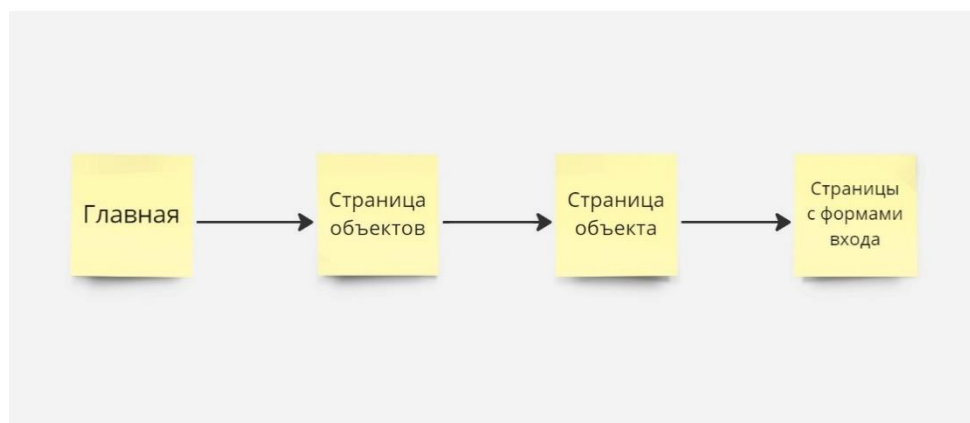 Главная
Страница
объектов
Страница
объекта
Страницы
с формами
входа